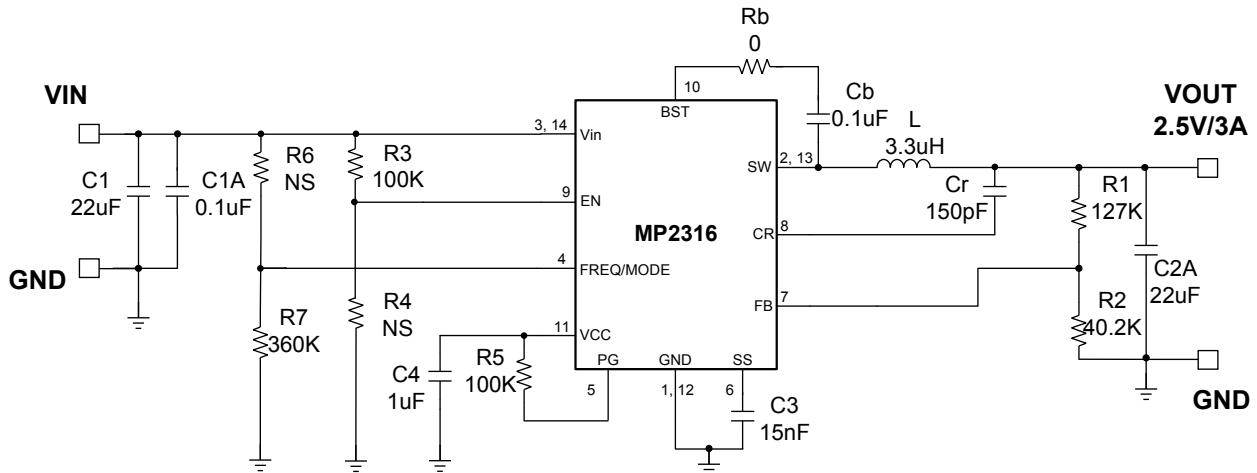 Rb
0
10
BST
Cb
0.1uF
L
3.3uH
VOUT
2.5V/3A
VIN
3, 14
Vin
SW
2, 13
C1
22uF
C1A
0.1uF
R6
NS
R3
100K
9
EN
MP2316
Cr
150pF
R1
127K
CR
8
GND
4
FREQ/MODE
FB
7
C2A
22uF
R7
360K
R4
NS
R2
40.2K
11
VCC
C4
1uF
R5
100K
PG
GND
SS
5
1, 12
6
C3
15nF
GND